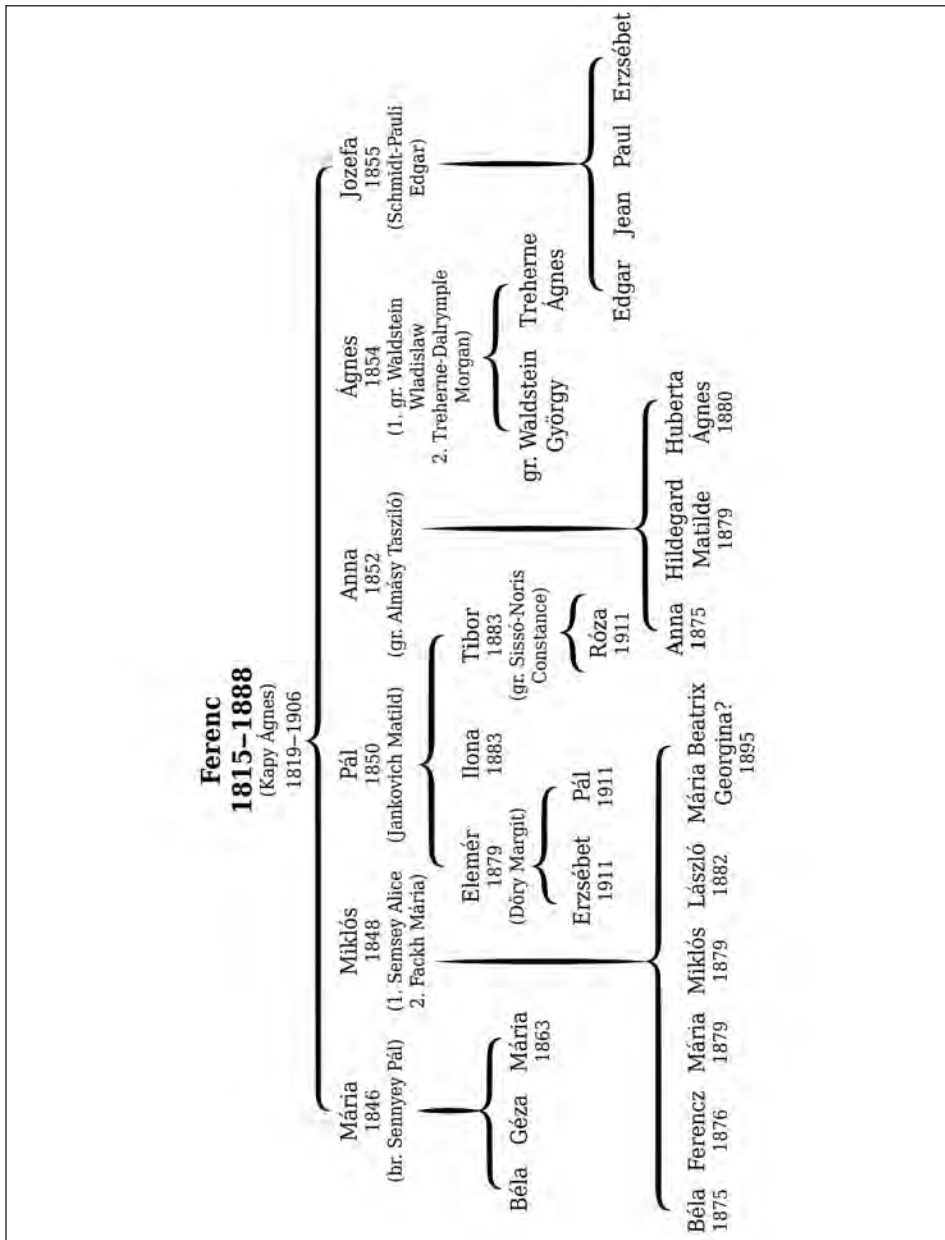 Ferenc
1815–1888
(Kapy Ágnes)
1819–1906
Mária
1846
(br. Sennyey Pál)
Miklós
1848
(1. Semsey Alice
2. Fackh Mária)
Pál
1850
(Jankovich Matild)
Anna
1852
(gr. Almásy Tasziló)
Ágnes
1854
(1. gr. Waldstein
Wladislaw
2. Treherne-Dalrymple
Morgan)
Jozefa
1855
(Schmidt-Pauli
Edgar)
Béla
Géza
Mária
1863
Elemér
1879
(Dőry Margit)
Ilona
1883
Tibor
1883
(gr. Sissó-Noris
Constance)
gr. Waldstein
György
Treherne
Ágnes
Erzsébet
1911
Pál
1911
Róza
1911
Edgar
Jean
Paul
Erzsébet
Béla
1875
Ferencz
1876
Mária
1879
Miklós
1879
László
1882
Mária Beatrix
Georgina?
1895
Anna
1875
Hildegard
Matilde
1879
Huberta
Ágnes
1880